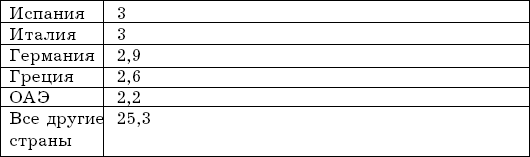 Испания 3
Италия 3
Германия 2,9
Греция 2,6
ОАЭ 2,2
Все другие 25,3
страны